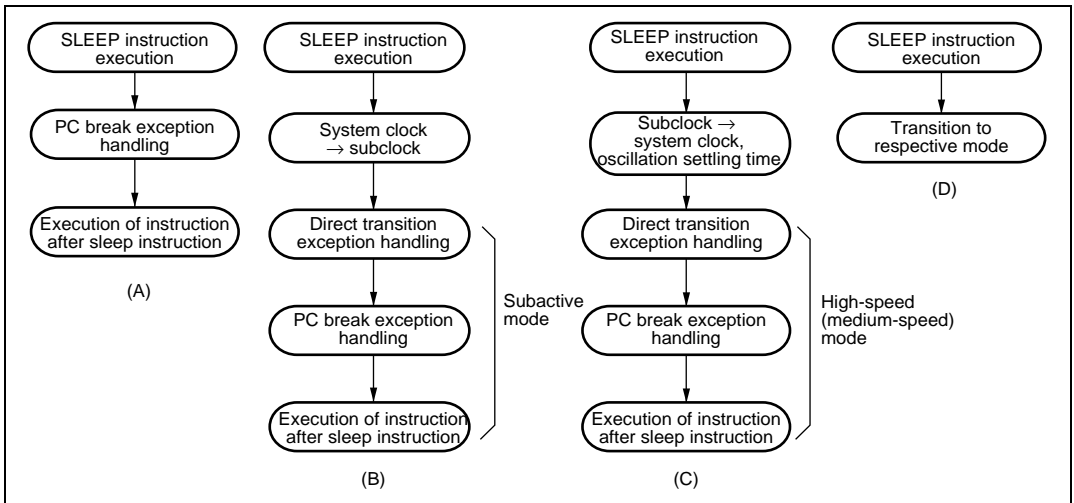 SLEEP instruction
execution
PC break exception
handling
Execution of instruction
after sleep instruction
(A)
SLEEP instruction
execution
System clock
→ subclock
Direct transition
exception handling
PC break exception
handling
Execution of instruction
after sleep instruction
Subactive
mode
(B)
SLEEP instruction
execution
Subclock →
system clock,
oscillation settling time
Direct transition
exception handling
PC break exception
handling
Execution of instruction
after sleep instruction
High-speed
(medium-speed)
mode
(C)
SLEEP instruction
execution
Transition to
respective mode
(D)